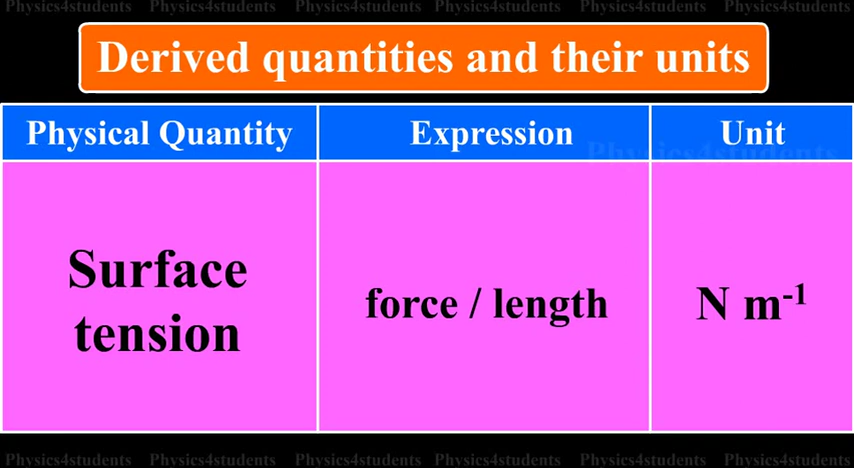 Physics4students Physics4students Physics4students Physics4students Physics4students Physics4students
Derived quantities and their units
Physical Quantity Expression Unit
Physics4students
Surface
tension
force / length
N m⁻¹
Physics4students Physics4students Physics4students Physics4students Physics4students Physics4students